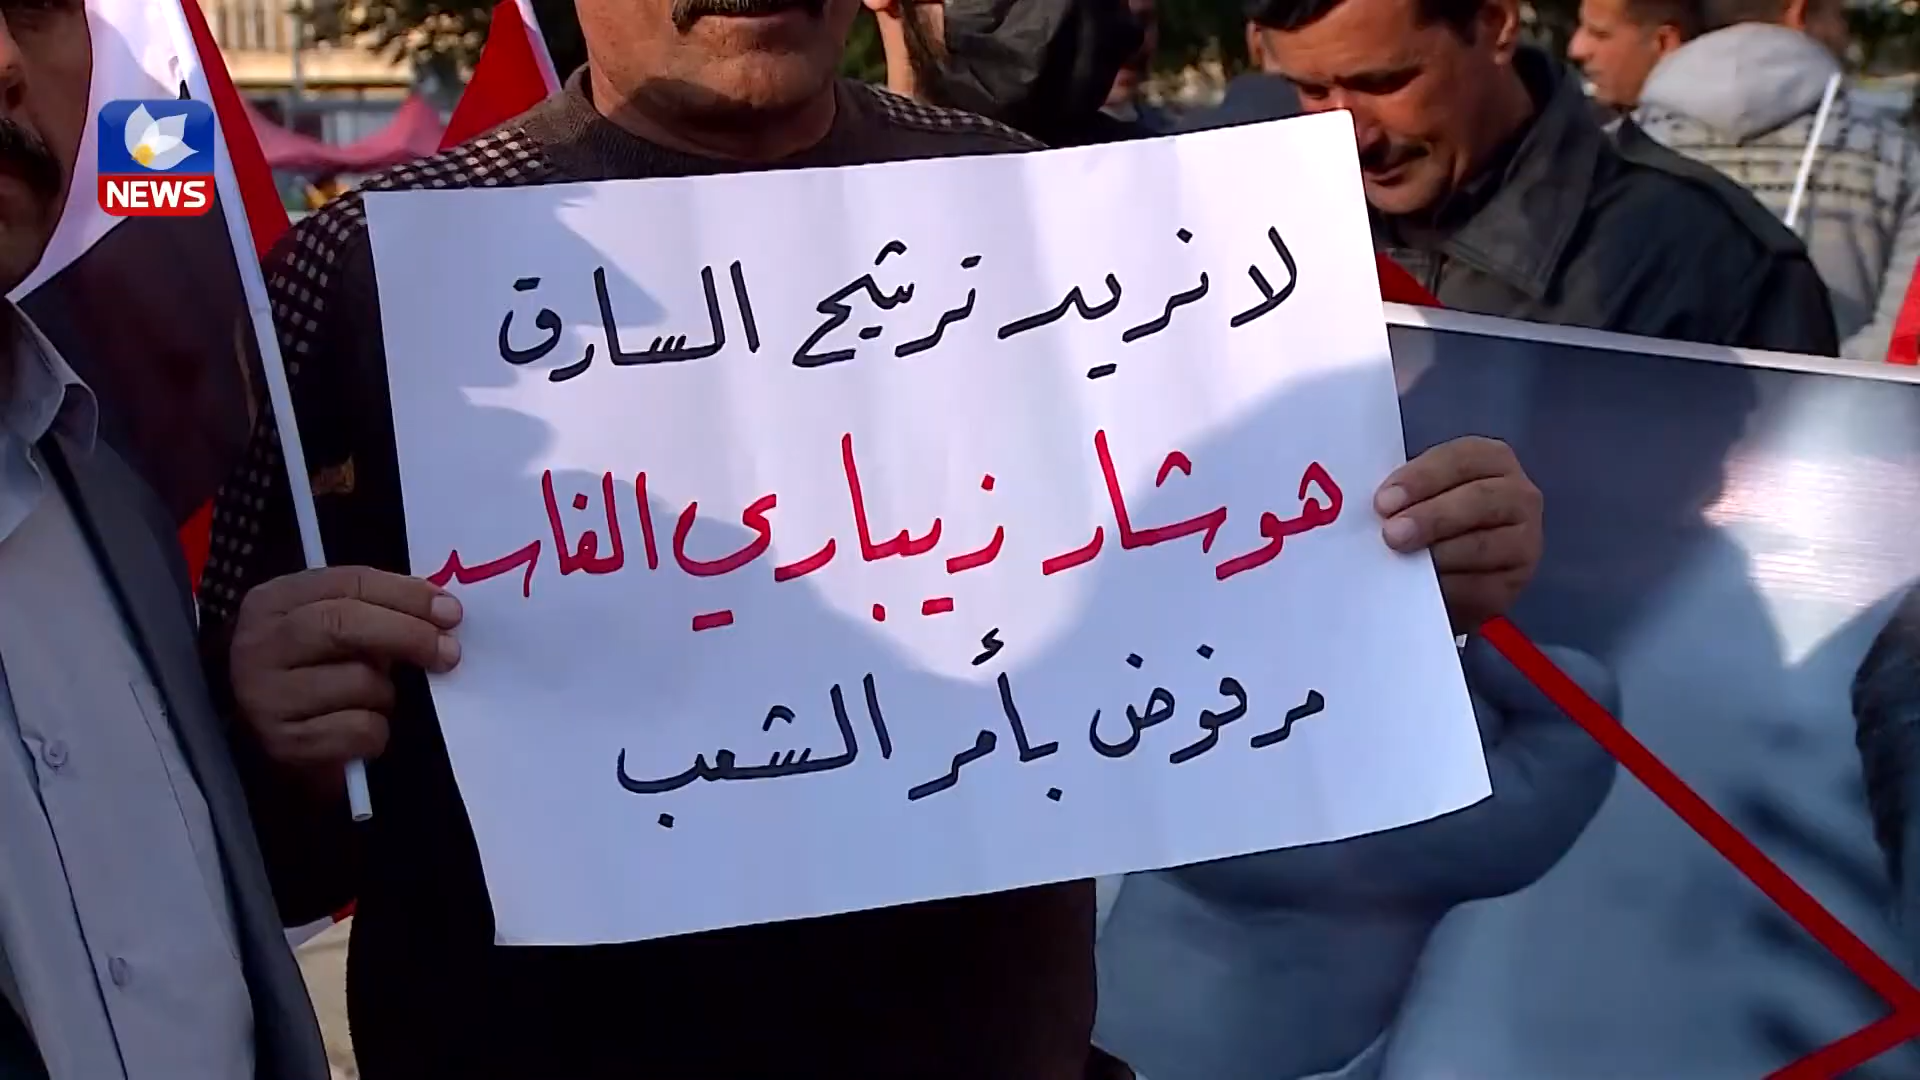 NEWS
لا نريد ترشيح السارق
هوشار زيباري الفاسد
مرفوض بأمر الشعب